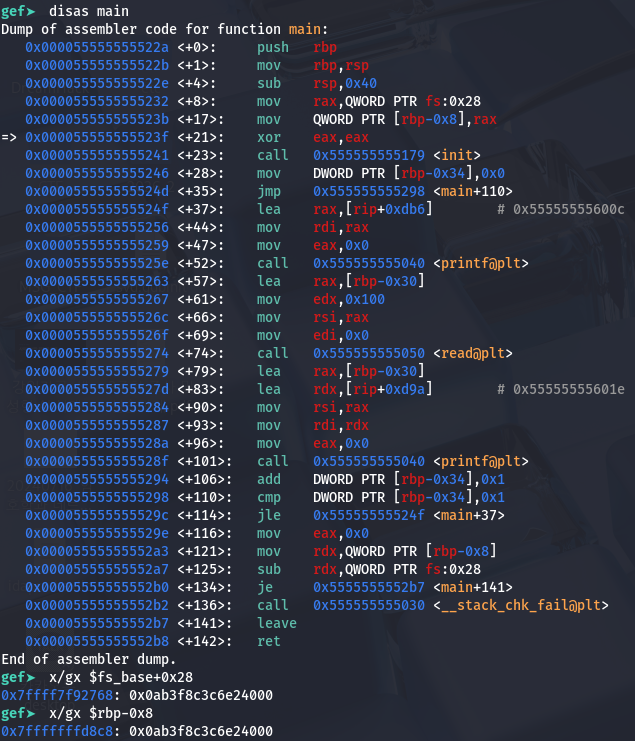 gef➤  disas main
Dump of assembler code for function main:
   0x000055555555522a <+0>:     push   rbp
   0x000055555555522b <+1>:     mov    rbp,rsp
   0x000055555555522e <+4>:     sub    rsp,0x40
   0x0000555555555232 <+8>:     mov    rax,QWORD PTR fs:0x28
   0x000055555555523b <+17>:    mov    QWORD PTR [rbp-0x8],rax
=> 0x000055555555523f <+21>:    xor    eax,eax
   0x0000555555555241 <+23>:    call   0x555555555179 <init>
   0x0000555555555246 <+28>:    mov    DWORD PTR [rbp-0x34],0x0
   0x000055555555524d <+35>:    jmp    0x555555555298 <main+110>
   0x000055555555524f <+37>:    lea    rax,[rip+0xdb6]        # 0x55555555600c
   0x0000555555555256 <+44>:    mov    rdi,rax
   0x0000555555555259 <+47>:    mov    eax,0x0
   0x000055555555525e <+52>:    call   0x555555555040 <printf@plt>
   0x0000555555555263 <+57>:    lea    rax,[rbp-0x30]
   0x0000555555555267 <+61>:    mov    edx,0x100
   0x000055555555526c <+66>:    mov    rsi,rax
   0x000055555555526f <+69>:    mov    edi,0x0
   0x0000555555555274 <+74>:    call   0x555555555050 <read@plt>
   0x0000555555555279 <+79>:    lea    rax,[rbp-0x30]
   0x000055555555527d <+83>:    lea    rdx,[rip+0xd9a]        # 0x55555555601e
   0x0000555555555284 <+90>:    mov    rsi,rax
   0x0000555555555287 <+93>:    mov    rdi,rdx
   0x000055555555528a <+96>:    mov    eax,0x0
   0x000055555555528f <+101>:   call   0x555555555040 <printf@plt>
   0x0000555555555294 <+106>:   add    DWORD PTR [rbp-0x34],0x1
   0x0000555555555298 <+110>:   cmp    DWORD PTR [rbp-0x34],0x1
   0x000055555555529c <+114>:   jle    0x55555555524f <main+37>
   0x000055555555529e <+116>:   mov    eax,0x0
   0x00005555555552a3 <+121>:   mov    rdx,QWORD PTR [rbp-0x8]
   0x00005555555552a7 <+125>:   sub    rdx,QWORD PTR fs:0x28
   0x00005555555552b0 <+134>:   je     0x5555555552b7 <main+141>
   0x00005555555552b2 <+136>:   call   0x555555555030 <__stack_chk_fail@plt>
   0x00005555555552b7 <+141>:   leave
   0x00005555555552b8 <+142>:   ret
End of assembler dump.
gef➤  x/gx $fs_base+0x28
0x7ffff7f92768: 0x0ab3f8c3c6e24000
gef➤  x/gx $rbp-0x8
0x7fffffffd8c8: 0x0ab3f8c3c6e24000